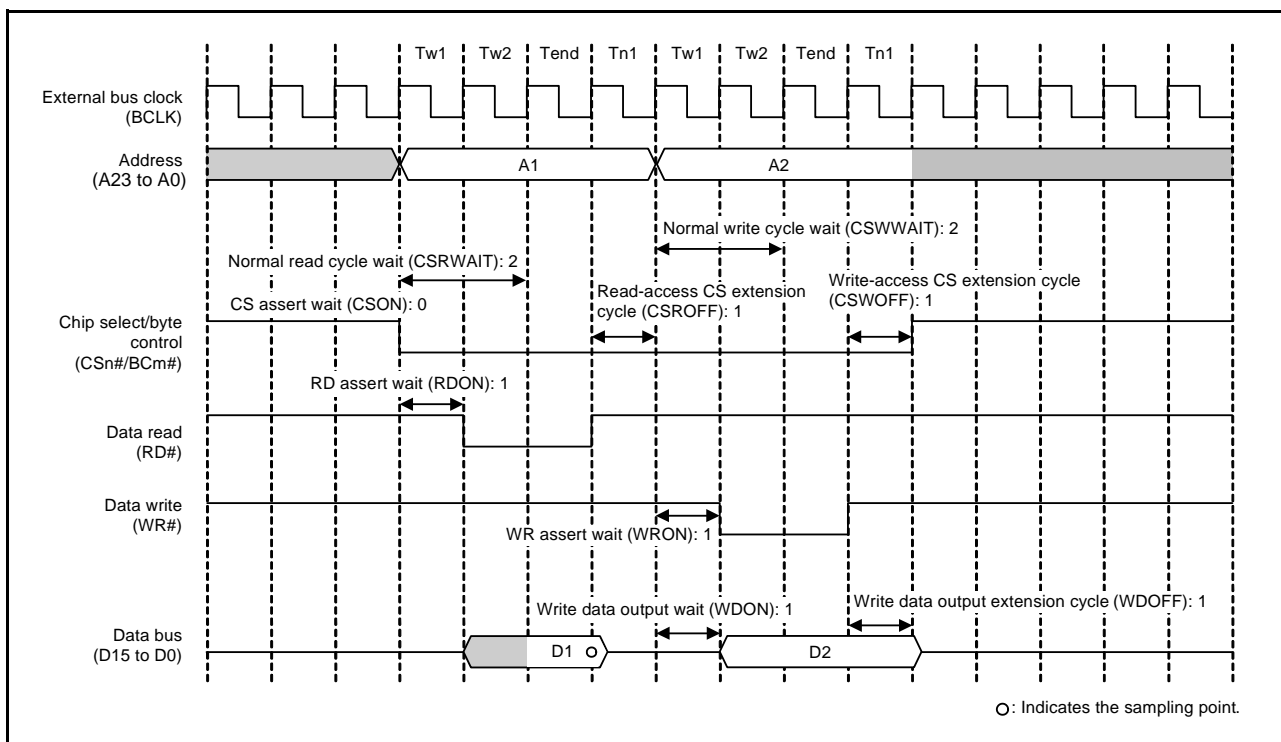 Tw1 Tw2 Tend Tn1 Tw1 Tw2 Tend Tn1
External bus clock
(BCLK)
Address
(A23 to A0)
A1 A2
Normal write cycle wait (CSWWAIT): 2
Normal read cycle wait (CSRWAIT): 2
CS assert wait (CSON): 0
Read-access CS extension
cycle (CSROFF): 1
Write-access CS extension cycle
(CSWOFF): 1
Chip select/byte
control
(CSn#/BCm#)
RD assert wait (RDON): 1
Data read
(RD#)
Data write
(WR#)
WR assert wait (WRON): 1
Write data output wait (WDON): 1
Write data output extension cycle (WDOFF): 1
Data bus
(D15 to D0)
D1 D2
: Indicates the sampling point.